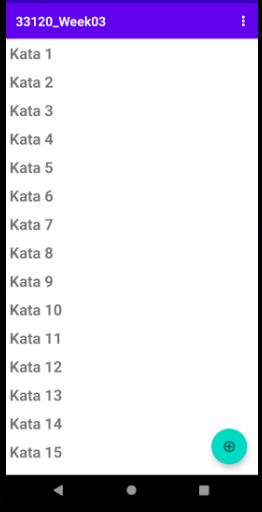 33120_Week03
Kata 1
Kata 2
Kata 3
Kata 4
Kata 5
Kata 6
Kata 7
Kata 8
Kata 9
Kata 10
Kata 11
Kata 12
Kata 13
Kata 14
Kata 15